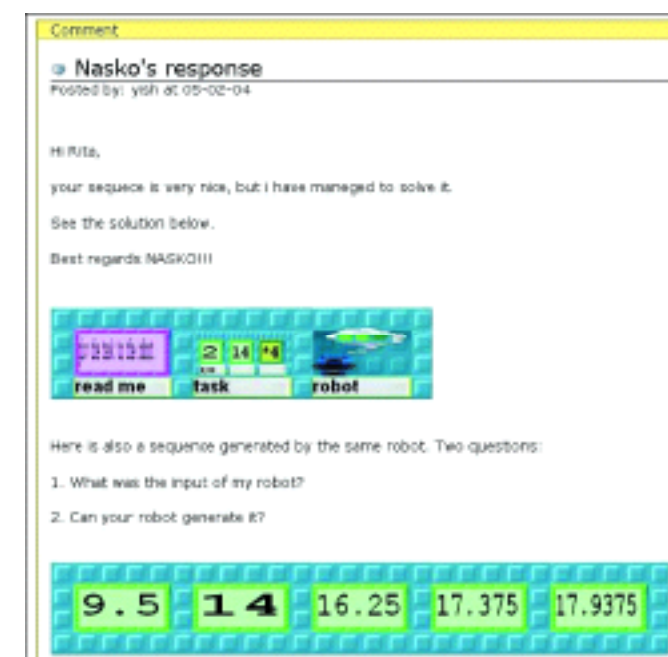 Comment
Nasko's response
Posted by: yish at 05-02-04
Hi Rita,
your sequece is very nice, but i have maneged to solve it.
See the solution below.
Best regards NASKO!!!
2 14 *4
read me task robot
Here is also a sequence generated by the same robot. Two questions:
1. What was the input of my robot?
2. Can your robot generate it?
9.5 14 16.25 17.375 17.9375